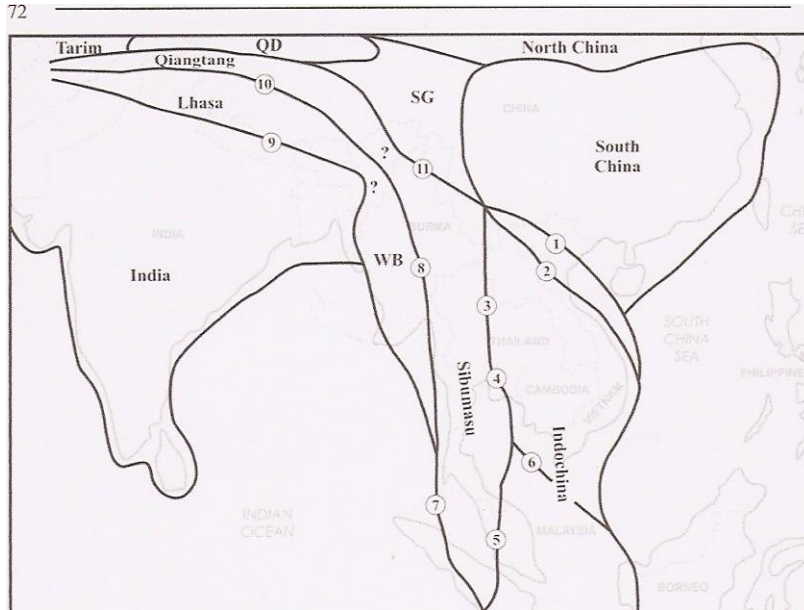 72
Tarim
QD
North China
Qiangtang
10
SG
CHINA
Lhasa
9
?
11
South
China
?
CHI
SE
INDIA
BURMA
1
WB
8
2
India
3
SOUTH
CHINA
SEA
THAILAND
Sibumasu
4
CAMBODIA
VIETNAM
PHILIPPINE
Indochina
6
7
INDIAN
OCEAN
5
MALAYSIA
BORNEO